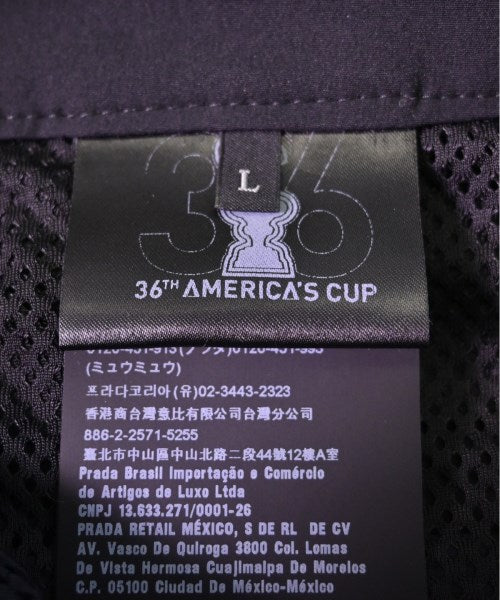 36
L
36TH AMERICA'S CUP
(ミュウミュウ)
프라다코리아(유)02-3443-2323
香港商台灣意比有限公司台灣分公司
886-2-2571-5255
臺北市中山區中山北路二段44號12樓A室
Prada Brasil Importação e Comércio
de Artigos de Luxo Ltda
CNPJ 13.633.271/0001-26
PRADA RETAIL MÉXICO, S DE RL DE CV
AV. Vasco De Quiroga 3800 Col. Lomas
De Vista Hermosa Cuajimalpa De Morelos
C.P. 05100 Ciudad De México-México